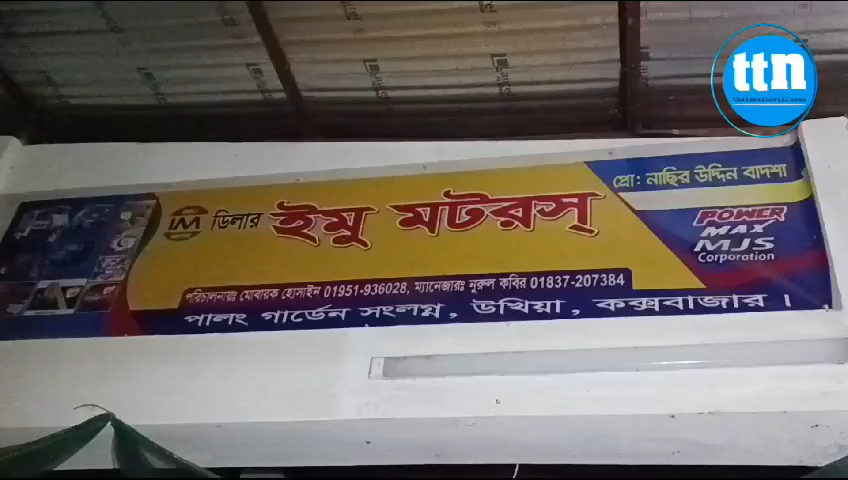 ttn
প্রো: নাছির উদ্দিন বাদশা
IM ডিলার ইমু মটরস্
POWER
MAX
MJS
Corporation
পরিচালনায়ঃ মোবারক হোসাইন 01951-936028, ম্যানেজারঃ নুরুল কবির 01837-207384
পালং গার্ডেন সংলগ্ন, উখিয়া, কক্সবাজার ।